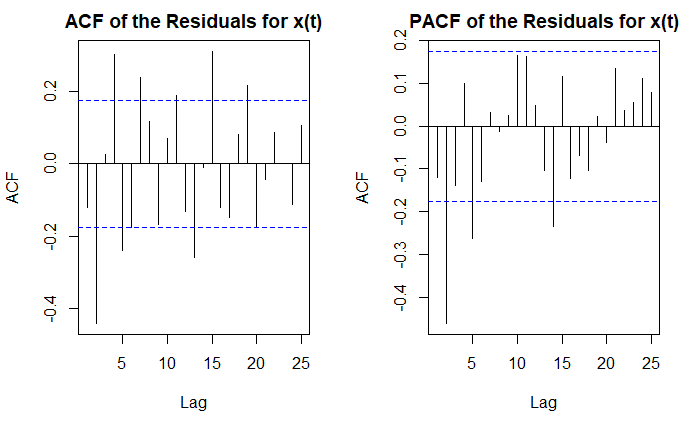 ACF of the Residuals for x(t)
ACF
0.2
0.0
-0.2
-0.4
5 10 15 20 25
Lag
PACF of the Residuals for x(t)
ACF
0.2
0.1
0.0
-0.1
-0.2
-0.3
-0.4
5 10 15 20 25
Lag